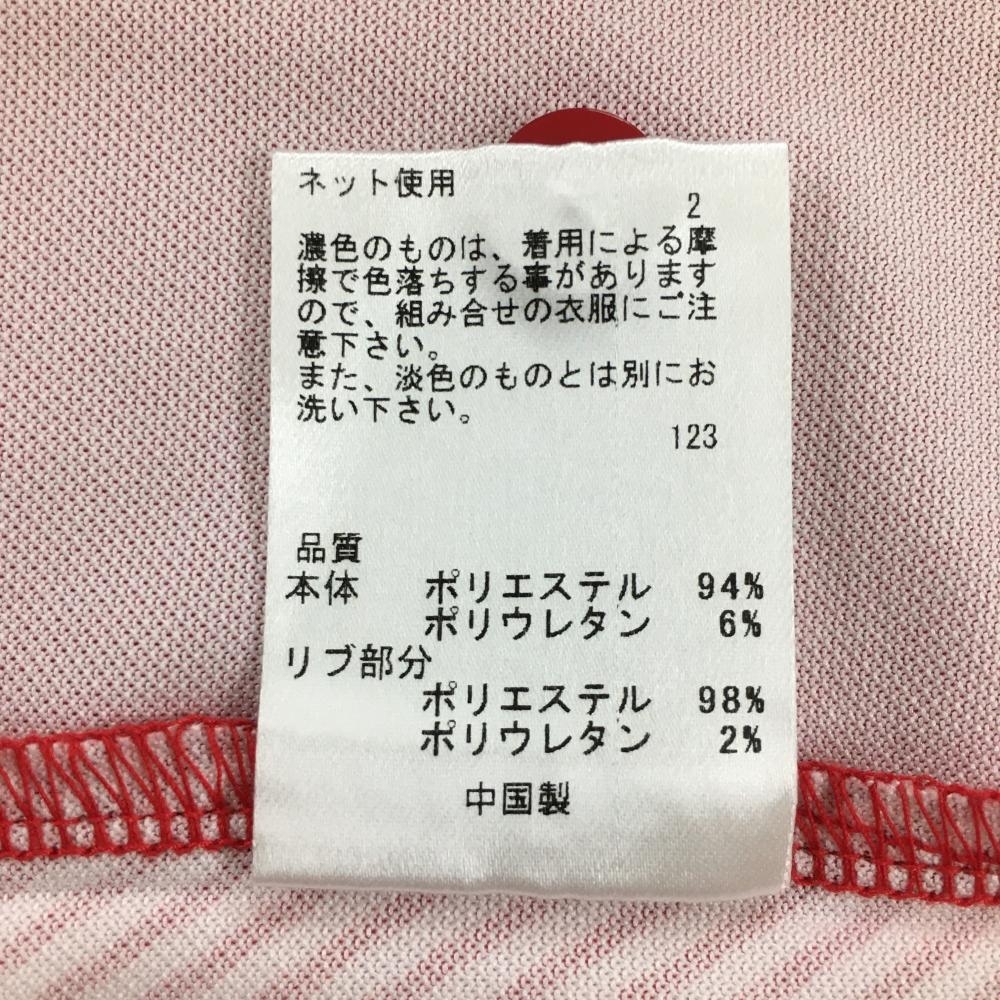 ネット使用
2
濃色のものは、着用による摩
擦で色落ちする事があります
ので、組み合せの衣服にご注
意下さい。
また、淡色のものとは別にお
洗い下さい。
123
品質
本体 ポリエステル 94%
ポリウレタン 6%
リブ部分
ポリエステル 98%
ポリウレタン 2%
中国製